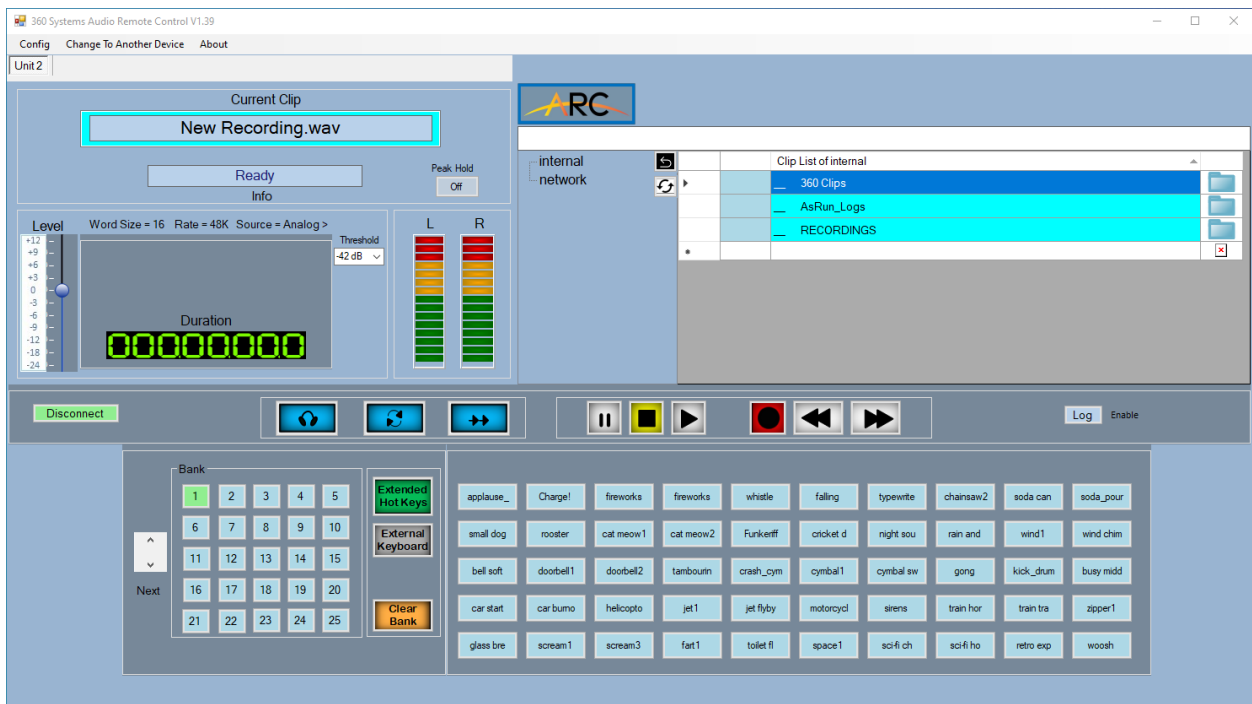 360 Systems Audio Remote Control V1.39
Config Change To Another Device About
Unit2
Current Clip
New Recording.wav
Ready
Info
Peak Hold
Off
Level
Word Size = 16 Rate = 48K Source = Analog >
+12
+9
+6
+3
0
-3
-6
-9
-12
-18
-24
Threshold
-42 dB
Duration
00000000
L R
ARC
internal
network
Clip List of internal
__ 360 Clips
__ AsRun_Logs
__ RECORDINGS
Disconnect
Log Enable
Bank
1 2 3 4 5
6 7 8 9 10
11 12 13 14 15
16 17 18 19 20
21 22 23 24 25
Next
Extended
Hot Keys
External
Keyboard
Clear
Bank
applause_ Charge! fireworks fireworks whistle falling typewrite chainsaw2 soda can soda_pour
small dog rooster cat meow1 cat meow2 Funkeriff cricket d night sou rain and wind1 wind chim
bell soft doorbell1 doorbell2 tambourin crash_cym cymbal1 cymbal sw gong kick_drum busy midd
car start car bumo helicopto jet1 jet flyby motorcycl sirens train hor train tra zipper1
glass bre scream1 scream3 fart1 toilet fl space1 sci-fi ch sci-fi ho retro exp woosh